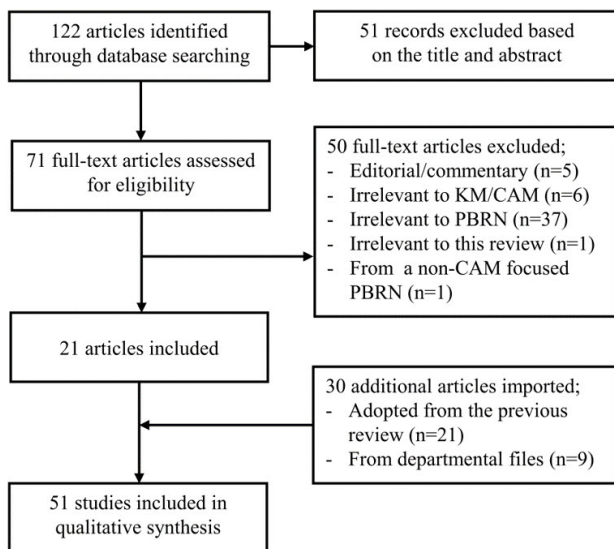 122 articles identified
through database searching
51 records excluded based
on the title and abstract
71 full-text articles assessed
for eligibility
50 full-text articles excluded;
- Editorial/commentary (n=5)
- Irrelevant to KM/CAM (n=6)
- Irrelevant to PBRN (n=37)
- Irrelevant to this review (n=1)
- From a non-CAM focused
PBRN (n=1)
21 articles included
30 additional articles imported;
- Adopted from the previous
review (n=21)
- From departmental files (n=9)
51 studies included in
qualitative synthesis